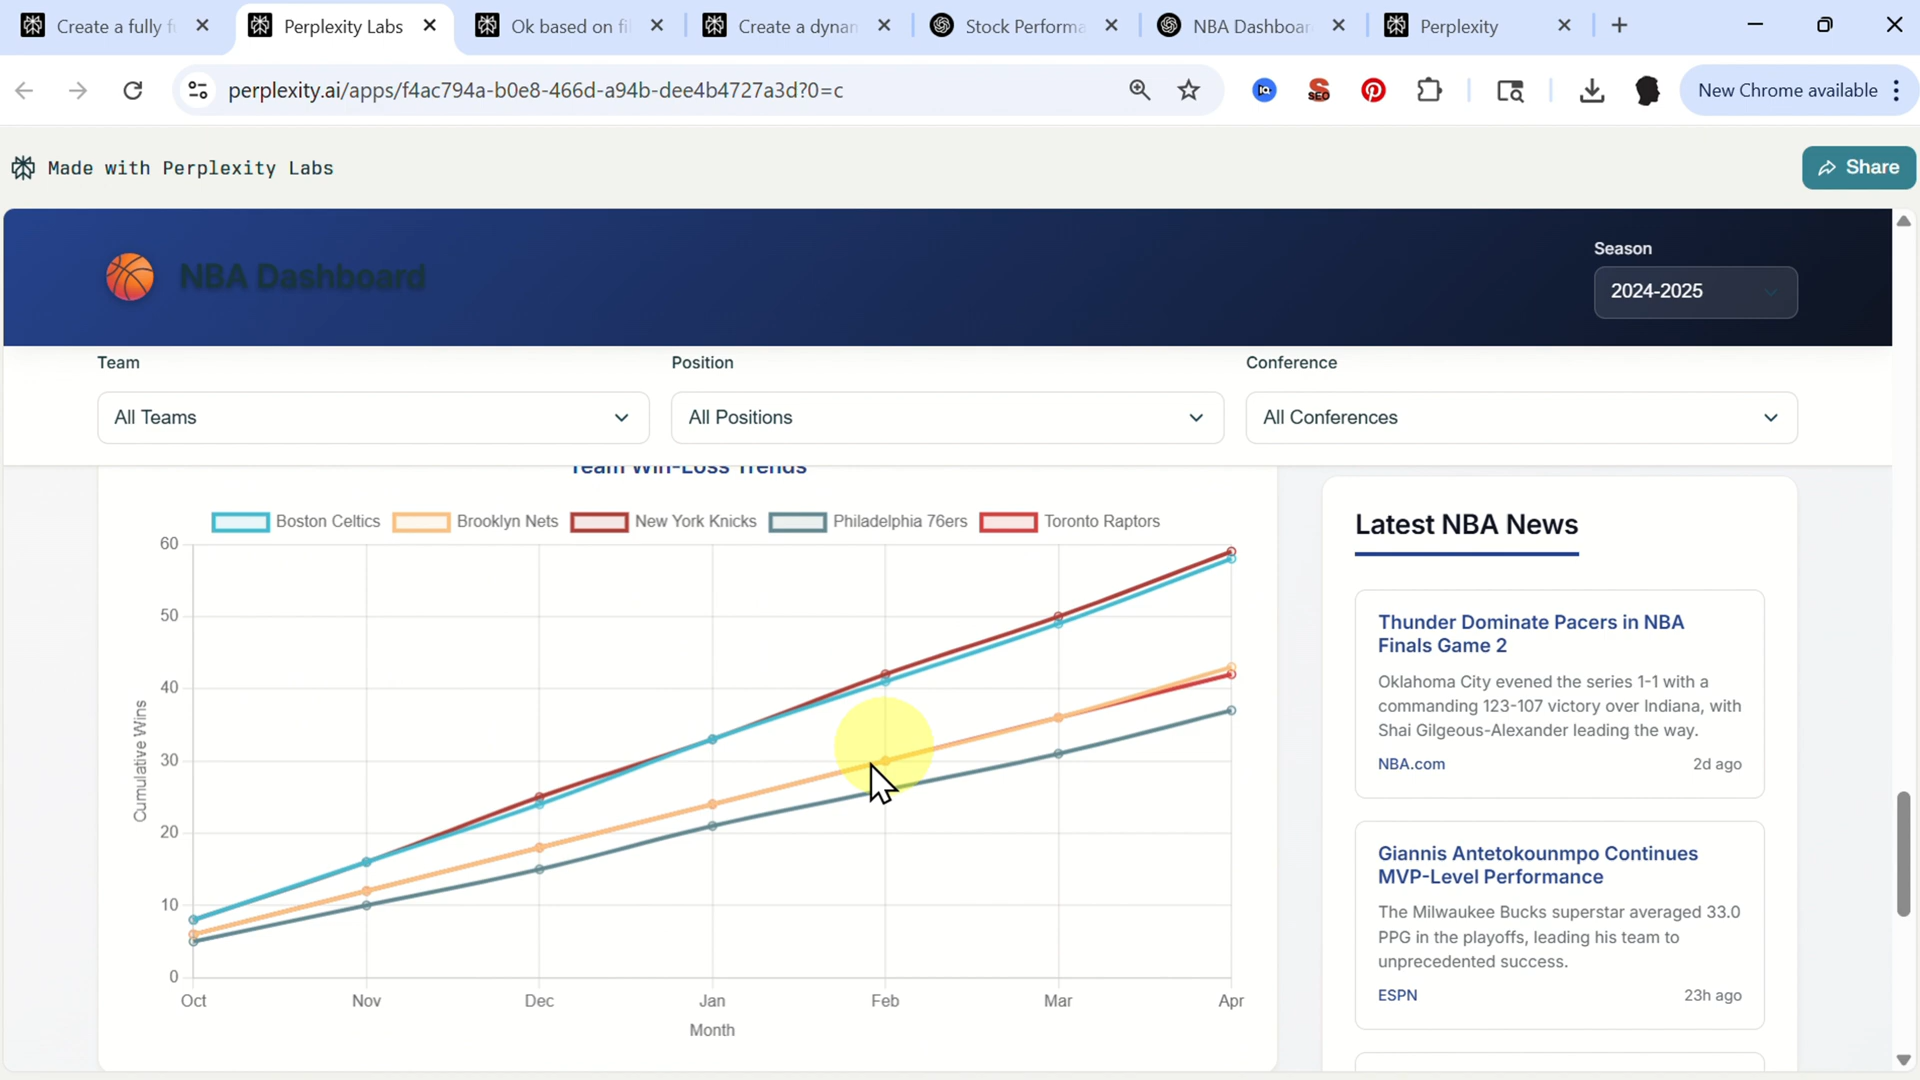 Create a fully f
Perplexity Labs
Ok based on fi
Create a dynan
Stock Performa
NBA Dashboar
Perplexity
perplexity.ai/apps/f4ac794a-b0e8-466d-a94b-dee4b4727a3d?0=c
IQ
SEO
New Chrome available
Made with Perplexity Labs
Share
NBA Dashboard
Season
2024-2025
Team
Position
Conference
All Teams
All Positions
All Conferences
Team Win-Loss Trends
Boston Celtics
Brooklyn Nets
New York Knicks
Philadelphia 76ers
Toronto Raptors
60
50
40
30
20
10
0
Cumulative Wins
Oct
Nov
Dec
Jan
Feb
Mar
Apr
Month
Latest NBA News
Thunder Dominate Pacers in NBA
Finals Game 2
Oklahoma City evened the series 1-1 with a
commanding 123-107 victory over Indiana, with
Shai Gilgeous-Alexander leading the way.
NBA.com
2d ago
Giannis Antetokounmpo Continues
MVP-Level Performance
The Milwaukee Bucks superstar averaged 33.0
PPG in the playoffs, leading his team to
unprecedented success.
ESPN
23h ago